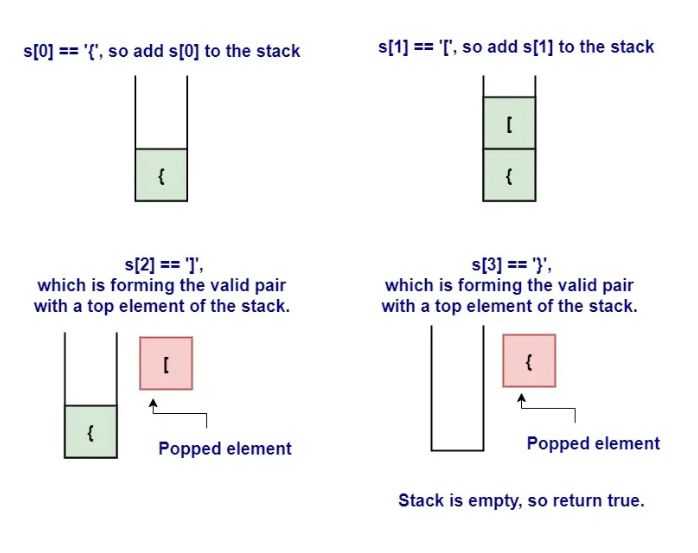 s[0] == '{', so add s[0] to the stack
{
s[1] == '[', so add s[1] to the stack
[
{
s[2] == ']',
which is forming the valid pair
with a top element of the stack.
[
{
Popped element
s[3] == '}',
which is forming the valid pair
with a top element of the stack.
{
Popped element
Stack is empty, so return true.